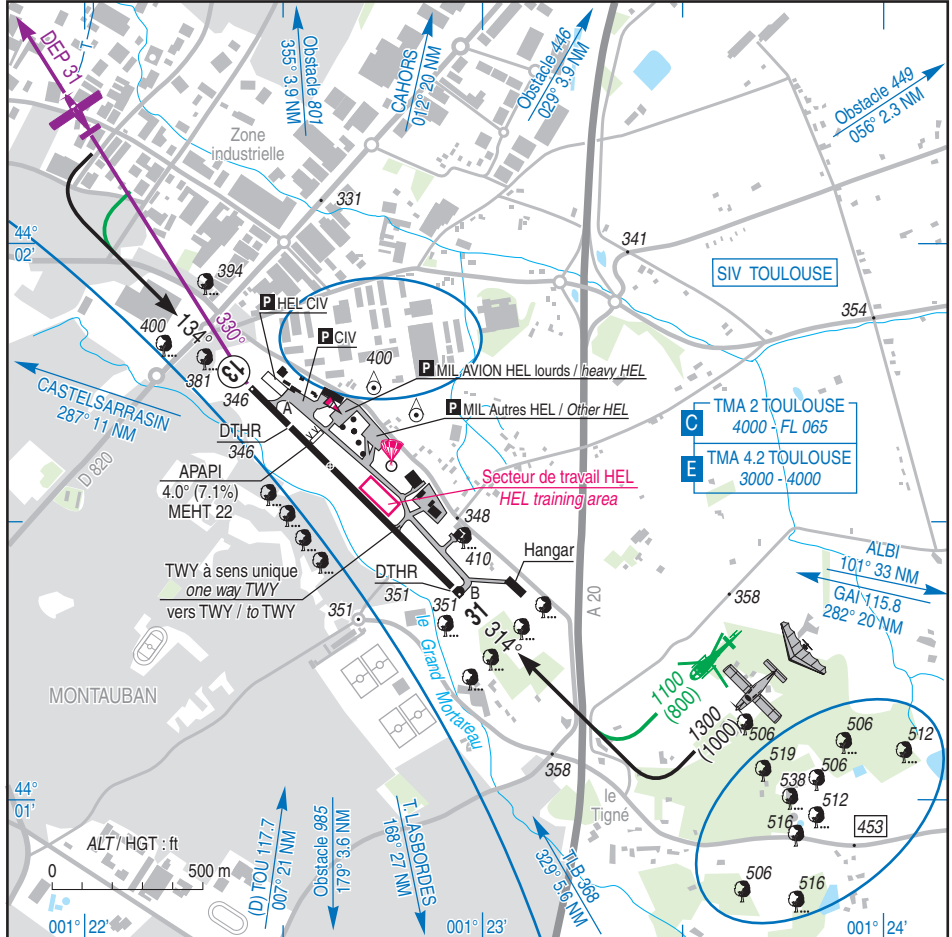 DEP 31
T.
Obstacle 801
355° 3.9 NM
CAHORS
012° 20 NM
Obstacle 446
029° 3.9 NM
Obstacle 449
056° 2.3 NM
Zone
industrielle
331
341
44°
02'
SIV TOULOUSE
394
354
400
134°
330°
381
13
346
P HEL CIV
P CIV
400
P MIL AVION HEL lourds / heavy HEL
P MIL Autres HEL / Other HEL
CASTELSARRASIN
287° 11 NM
A
DTHR
346
C
TMA 2 TOULOUSE
4000 - FL 065
E
TMA 4.2 TOULOUSE
3000 - 4000
D 820
APAPI
4.0° (7.1%)
MEHT 22
Secteur de travail HEL
HEL training area
348
410
Hangar
TWY à sens unique
one way TWY
vers TWY / to TWY
DTHR
351
351
B
31
314°
351
A 20
ALBI
101° 33 NM
GAI 115.8
282° 20 NM
358
le Grand Mortareau
MONTAUBAN
1100
(800)
1300
(1000)
506
506
512
519
506
538
512
516
453
358
le
Tigné
44°
01'
ALT / HGT : ft
0
500 m
(D) TOU 117.7
007° 21 NM
Obstacle 985
179° 3.6 NM
T. LASBORDES
168° 27 NM
TLB 368
329° 5.6 NM
506
516
001° 22'
001° 23'
001° 24'